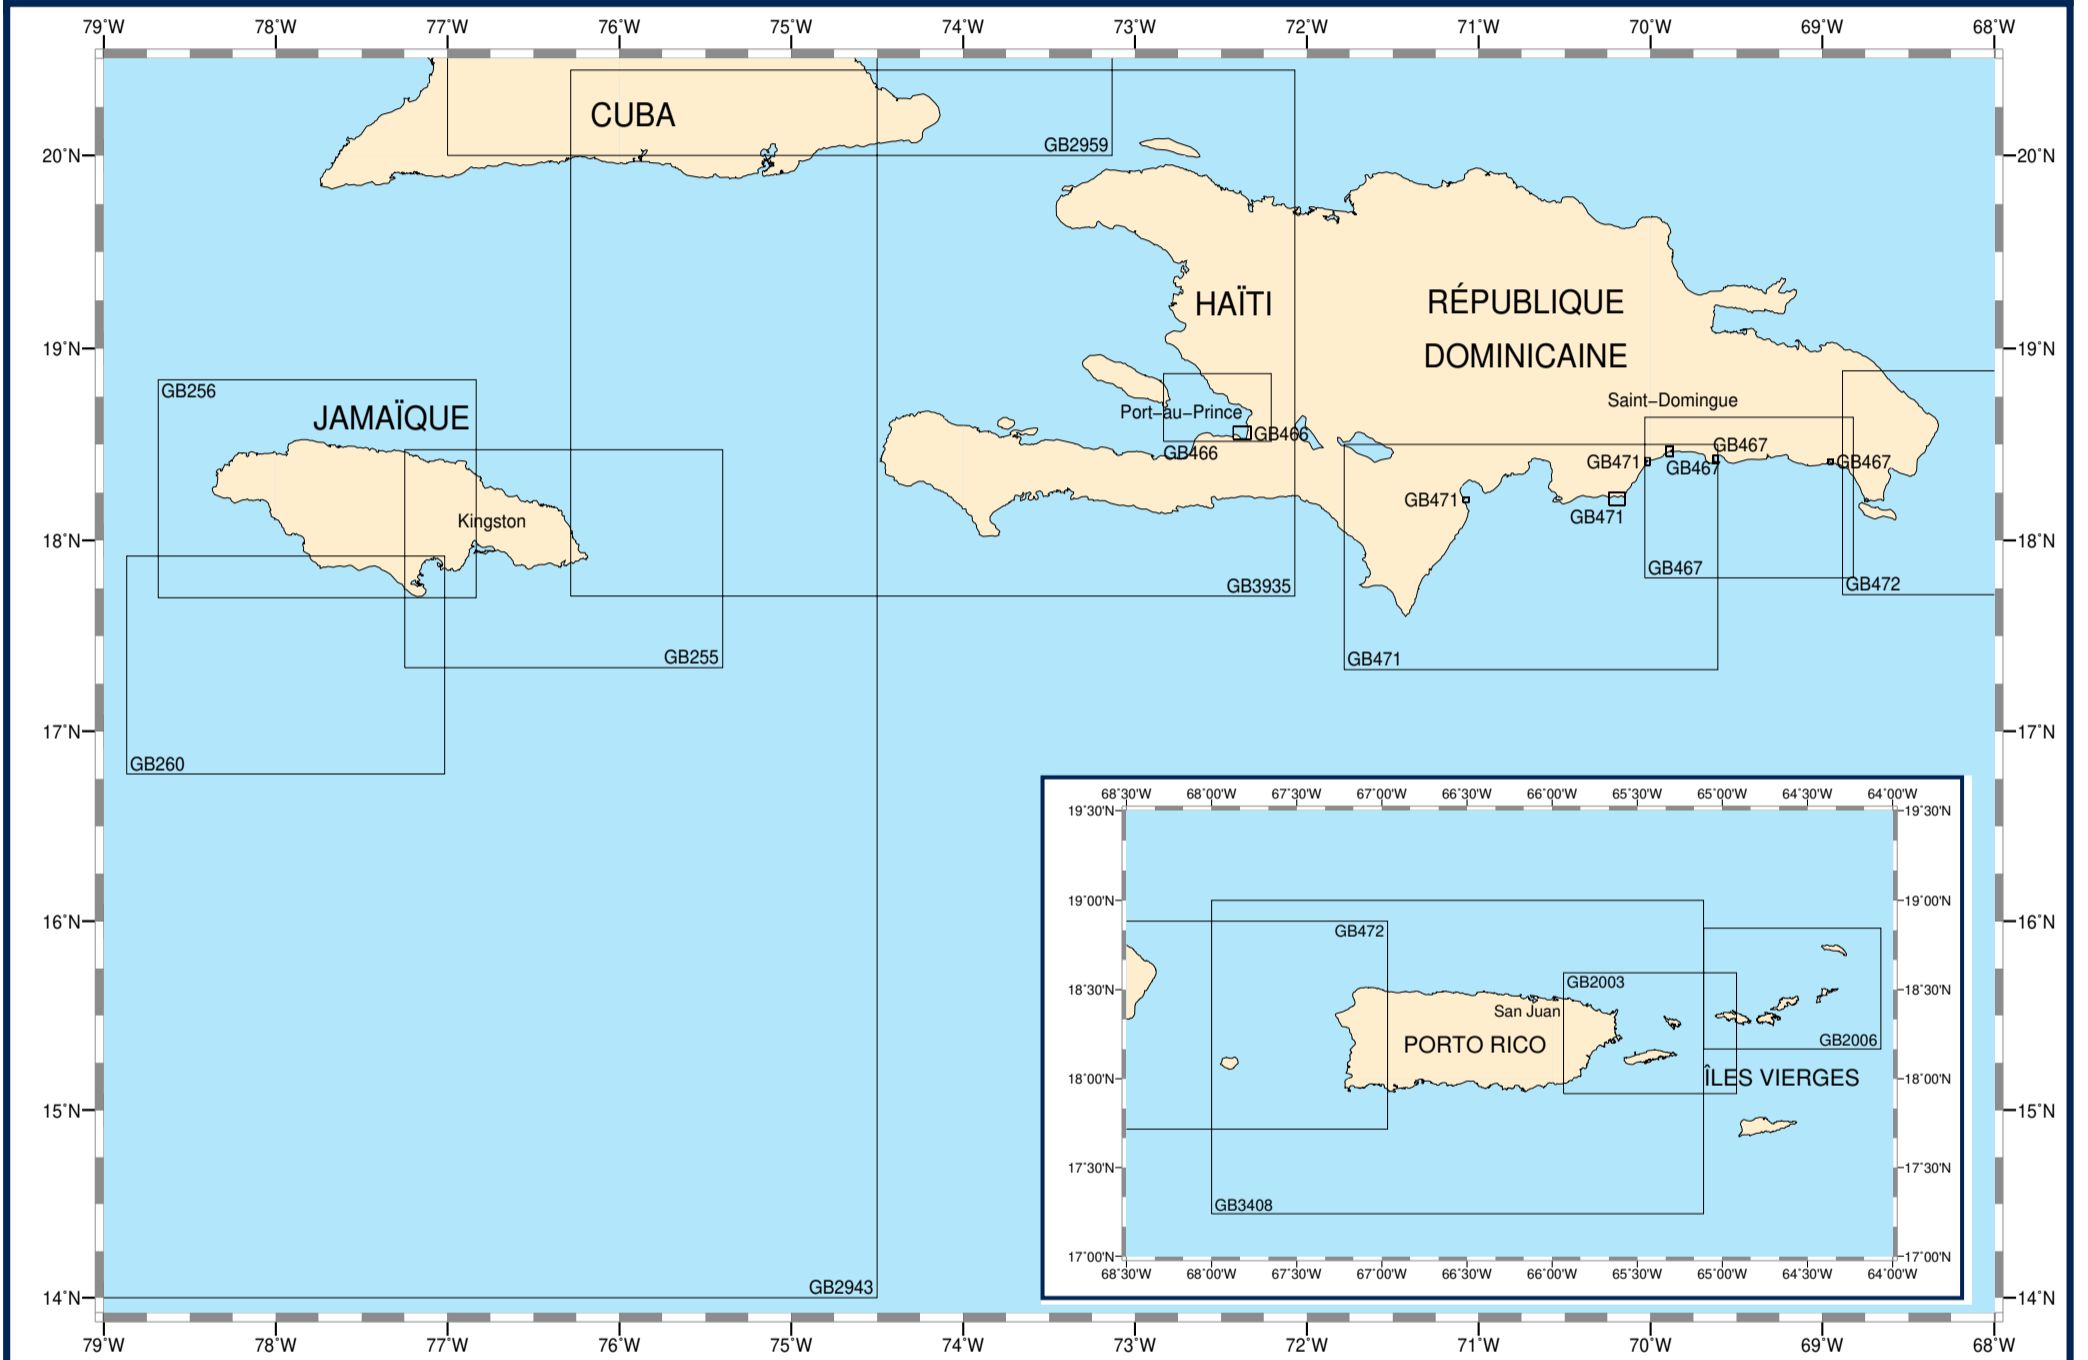 79°W 78°W 77°W 76°W 75°W 74°W 73°W 72°W 71°W 70°W 69°W 68°W
CUBA
GB2959
20°N 20°N
HAÏTI
RÉPUBLIQUE
DOMINICAINE
19°N 19°N
GB256
JAMAÏQUE
Saint-Domingue
Port-au-Prince
GB466
GB466
GB467
GB471
GB467
GB467
GB471
GB471
Kingston
18°N 18°N
GB467
GB3935
GB472
GB255
GB471
17°N 17°N
GB260
68°30'W 68°00'W 67°30'W 67°00'W 66°30'W 66°00'W 65°30'W 65°00'W 64°30'W 64°00'W
19°30'N 19°30'N
19°00'N 19°00'N
16°N 16°N
GB472
GB2003
18°30'N 18°30'N
San Juan
PORTO RICO
GB2006
ÎLES VIERGES
18°00'N 18°00'N
15°N 15°N
17°30'N 17°30'N
GB3408
17°00'N 17°00'N
68°30'W 68°00'W 67°30'W 67°00'W 66°30'W 66°00'W 65°30'W 65°00'W 64°30'W 64°00'W
GB2943
14°N 14°N
79°W 78°W 77°W 76°W 75°W 74°W 73°W 72°W 71°W 70°W 69°W 68°W